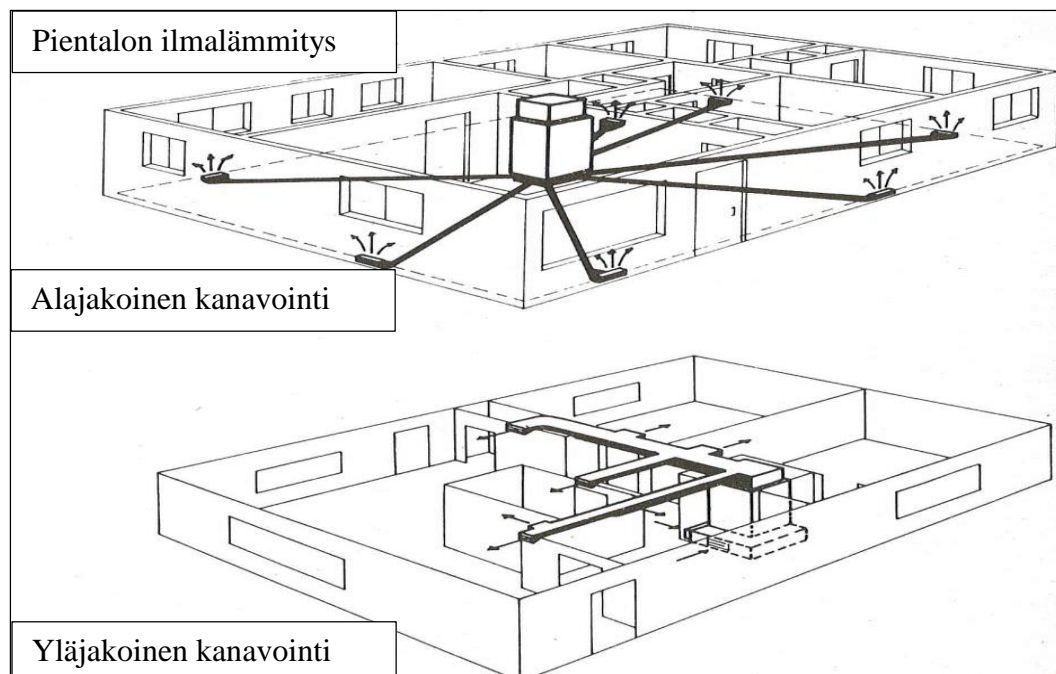 Pientalon ilmalämmitys
Alajakoinen kanavointi
Yläjakoinen kanavointi